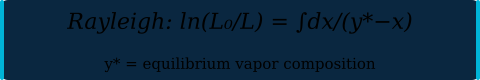 Rayleigh: ln(L₀/L) = ∫dx/(y*−x)
y* = equilibrium vapor composition